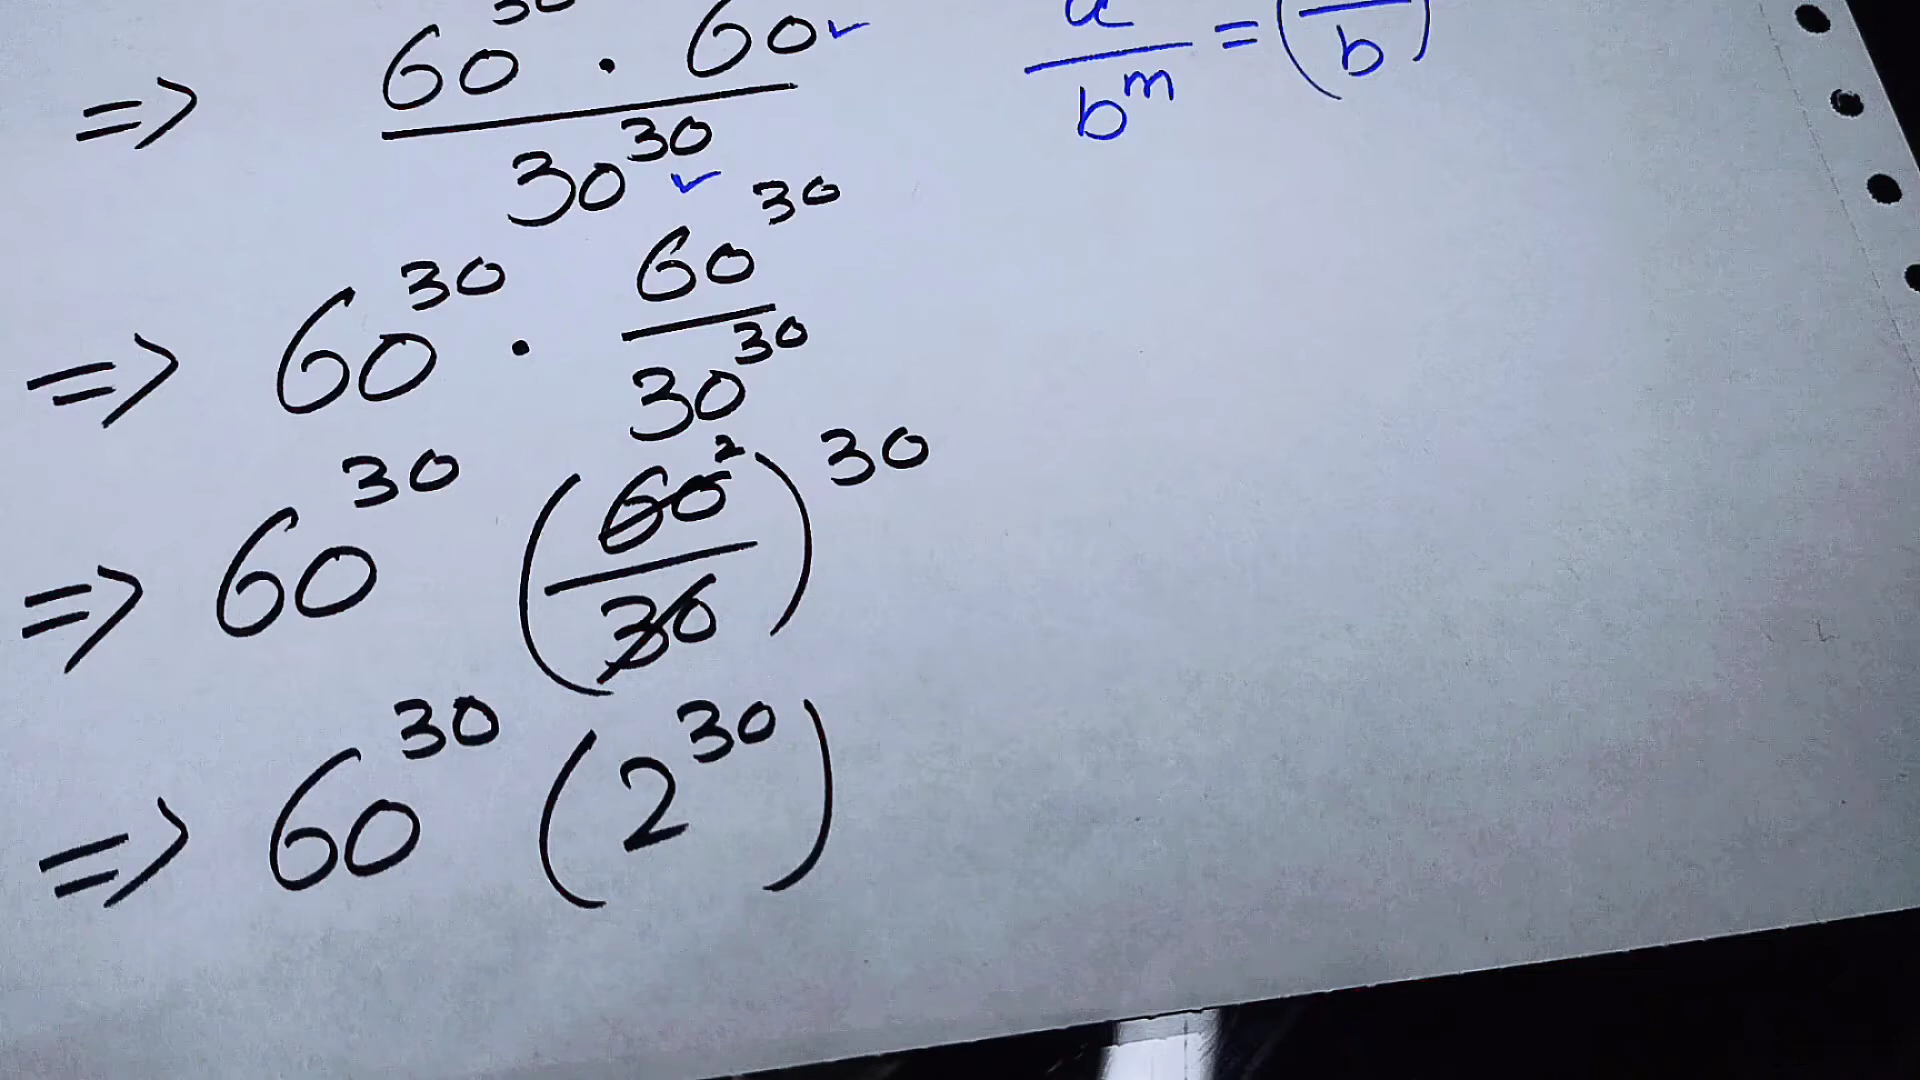 => 60^30 · 60 / 30^30
a / b^m = ( / b)
=> 60^30 · 60^30 / 30^30
=> 60^30 (60^2 / 30)^30
=> 60^30 (2^30)